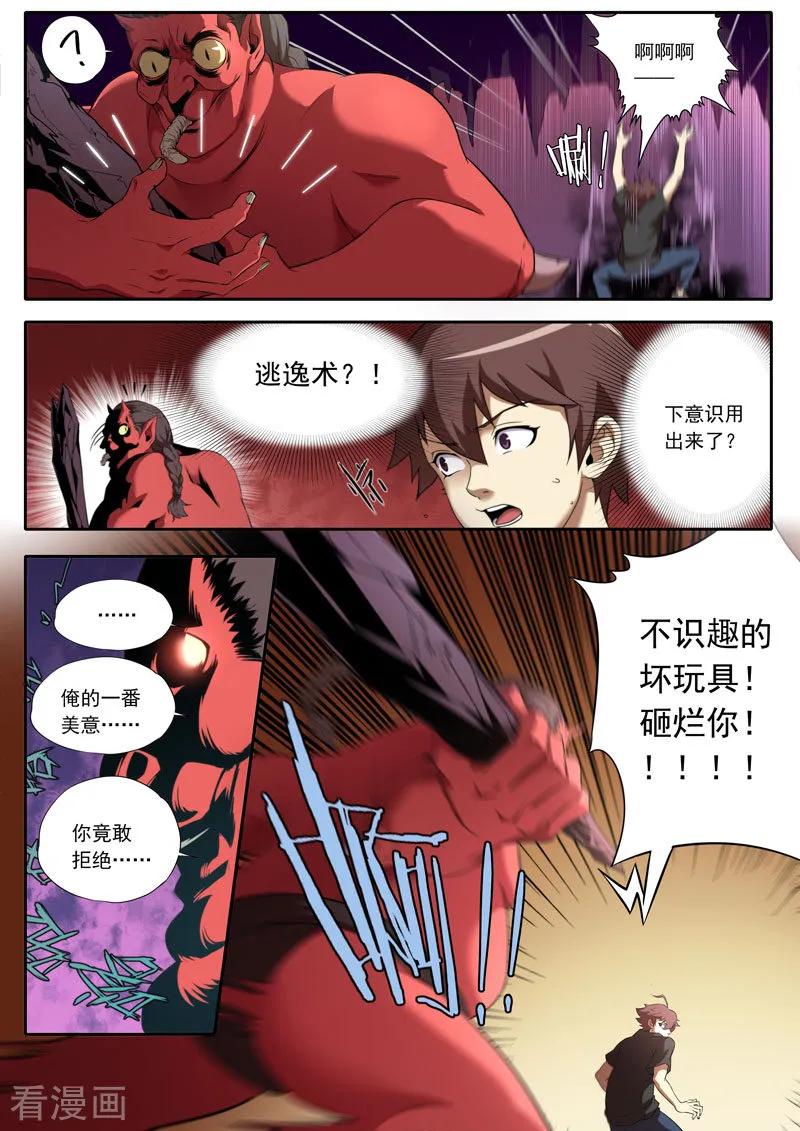 ？
啊啊啊
——
唰！
逃逸术？！
下意识用
出来了？
惊
……
俺的一番
美意……
你竟敢
拒绝……
不识趣的
坏玩具！
砸烂你！
！！！！
看漫画